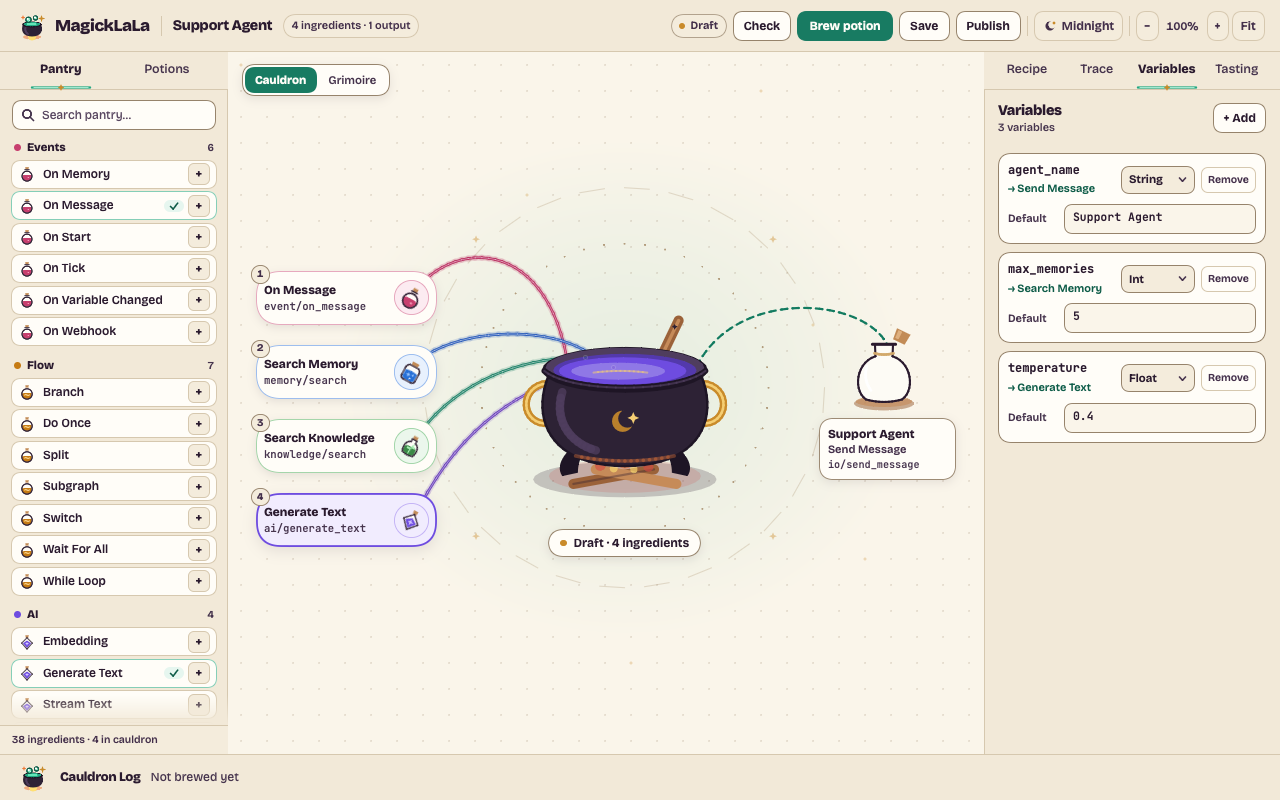 MagickLaLa
Support Agent
4 ingredients · 1 output
Draft
Check
Brew potion
Save
Publish
Midnight
−
100%
+
Fit
Pantry
Potions
Search pantry...
Events
6
On Memory
+
On Message
+
On Start
+
On Tick
+
On Variable Changed
+
On Webhook
+
Flow
7
Branch
+
Do Once
+
Split
+
Subgraph
+
Switch
+
Wait For All
+
While Loop
+
AI
4
Embedding
+
Generate Text
+
Stream Text
+
38 ingredients · 4 in cauldron
Cauldron
Grimoire
1
On Message
event/on_message
2
Search Memory
memory/search
3
Search Knowledge
knowledge/search
4
Generate Text
ai/generate_text
Draft · 4 ingredients
Support Agent
Send Message
io/send_message
Recipe
Trace
Variables
Tasting
Variables
3 variables
+ Add
agent_name
→ Send Message
String
Remove
Default
Support Agent
max_memories
→ Search Memory
Int
Remove
Default
5
temperature
→ Generate Text
Float
Remove
Default
0.4
Cauldron Log
Not brewed yet